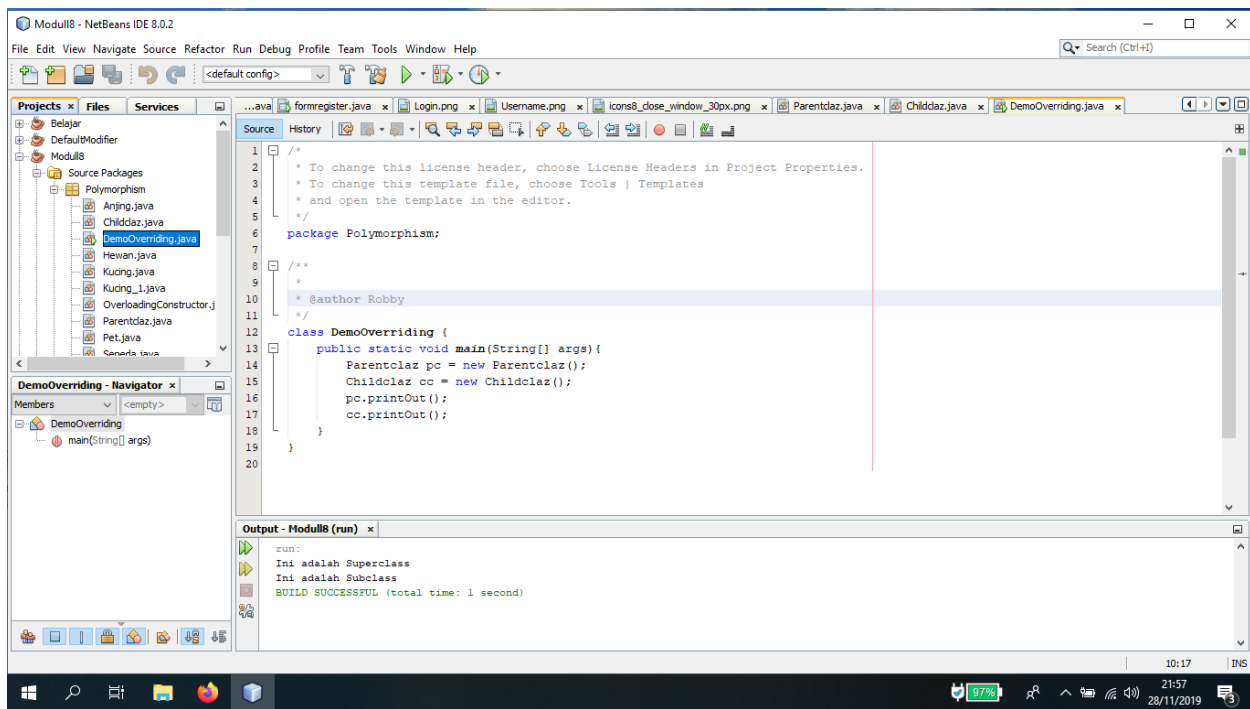 Modull8 - NetBeans IDE 8.0.2
File Edit View Navigate Source Refactor Run Debug Profile Team Tools Window Help
Search (Ctrl+I)
<default config>
Projects Files Services
...ava formregister.java Login.png Username.png icons8_close_window_30px.png Parentclaz.java Childclaz.java DemoOverriding.java
Source History
Belajar
DefaultModifier
Modull8
Source Packages
Polymorphism
Anjing.java
Childclaz.java
DemoOverriding.java
Hewan.java
Kucing.java
Kucing_1.java
OverloadingConstructor.j
Parentclaz.java
Pet.java
Sepeda.java
DemoOverriding - Navigator
Members <empty>
DemoOverriding
main(String[] args)
1 /*
2 * To change this license header, choose License Headers in Project Properties.
3 * To change this template file, choose Tools | Templates
4 * and open the template in the editor.
5 */
6 package Polymorphism;
7
8 /**
9 *
10 * @author Robby
11 */
12 class DemoOverriding {
13 public static void main(String[] args){
14 Parentclaz pc = new Parentclaz();
15 Childclaz cc = new Childclaz();
16 pc.printOut();
17 cc.printOut();
18 }
19 }
20
Output - Modull8 (run)
run:
Ini adalah Superclass
Ini adalah Subclass
BUILD SUCCESSFUL (total time: 1 second)
10:17 INS
97%
21:57
28/11/2019
3